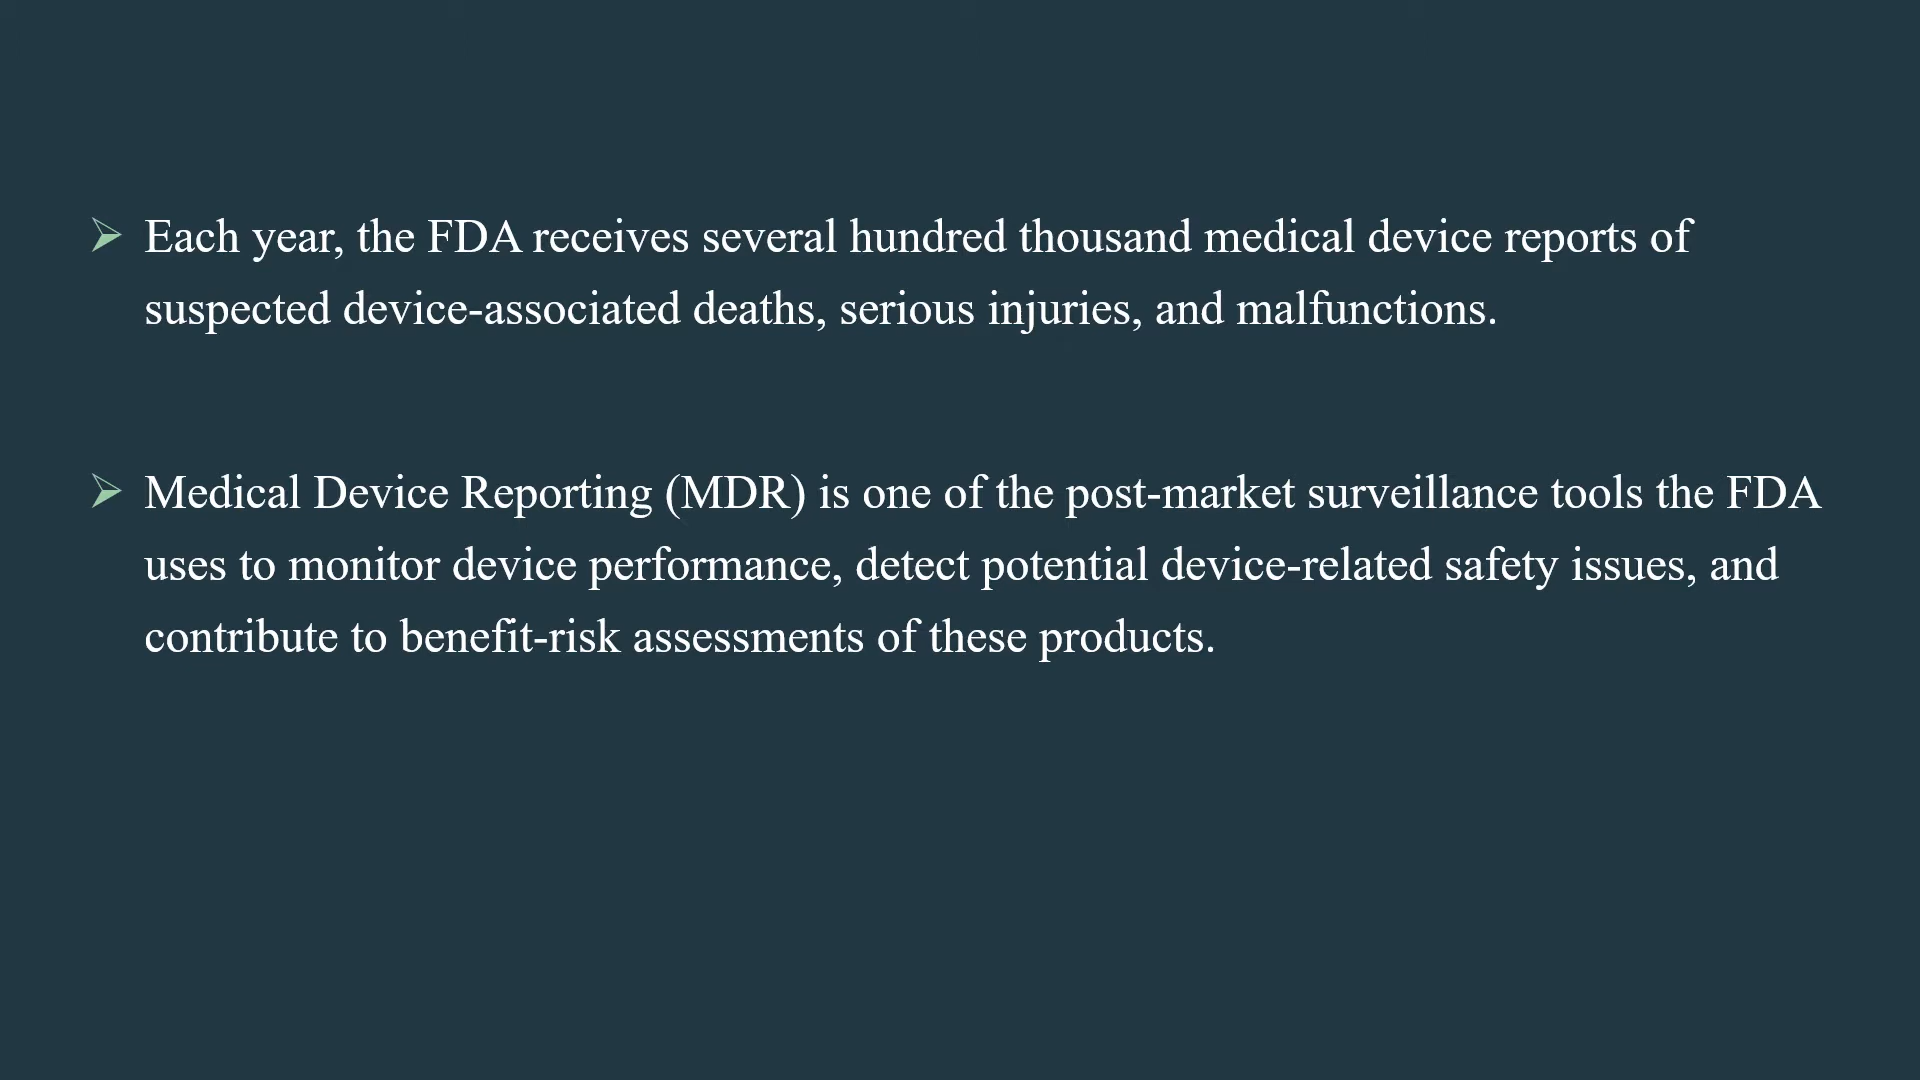 Each year, the FDA receives several hundred thousand medical device reports of
suspected device-associated deaths, serious injuries, and malfunctions.
Medical Device Reporting (MDR) is one of the post-market surveillance tools the FDA
uses to monitor device performance, detect potential device-related safety issues, and
contribute to benefit-risk assessments of these products.